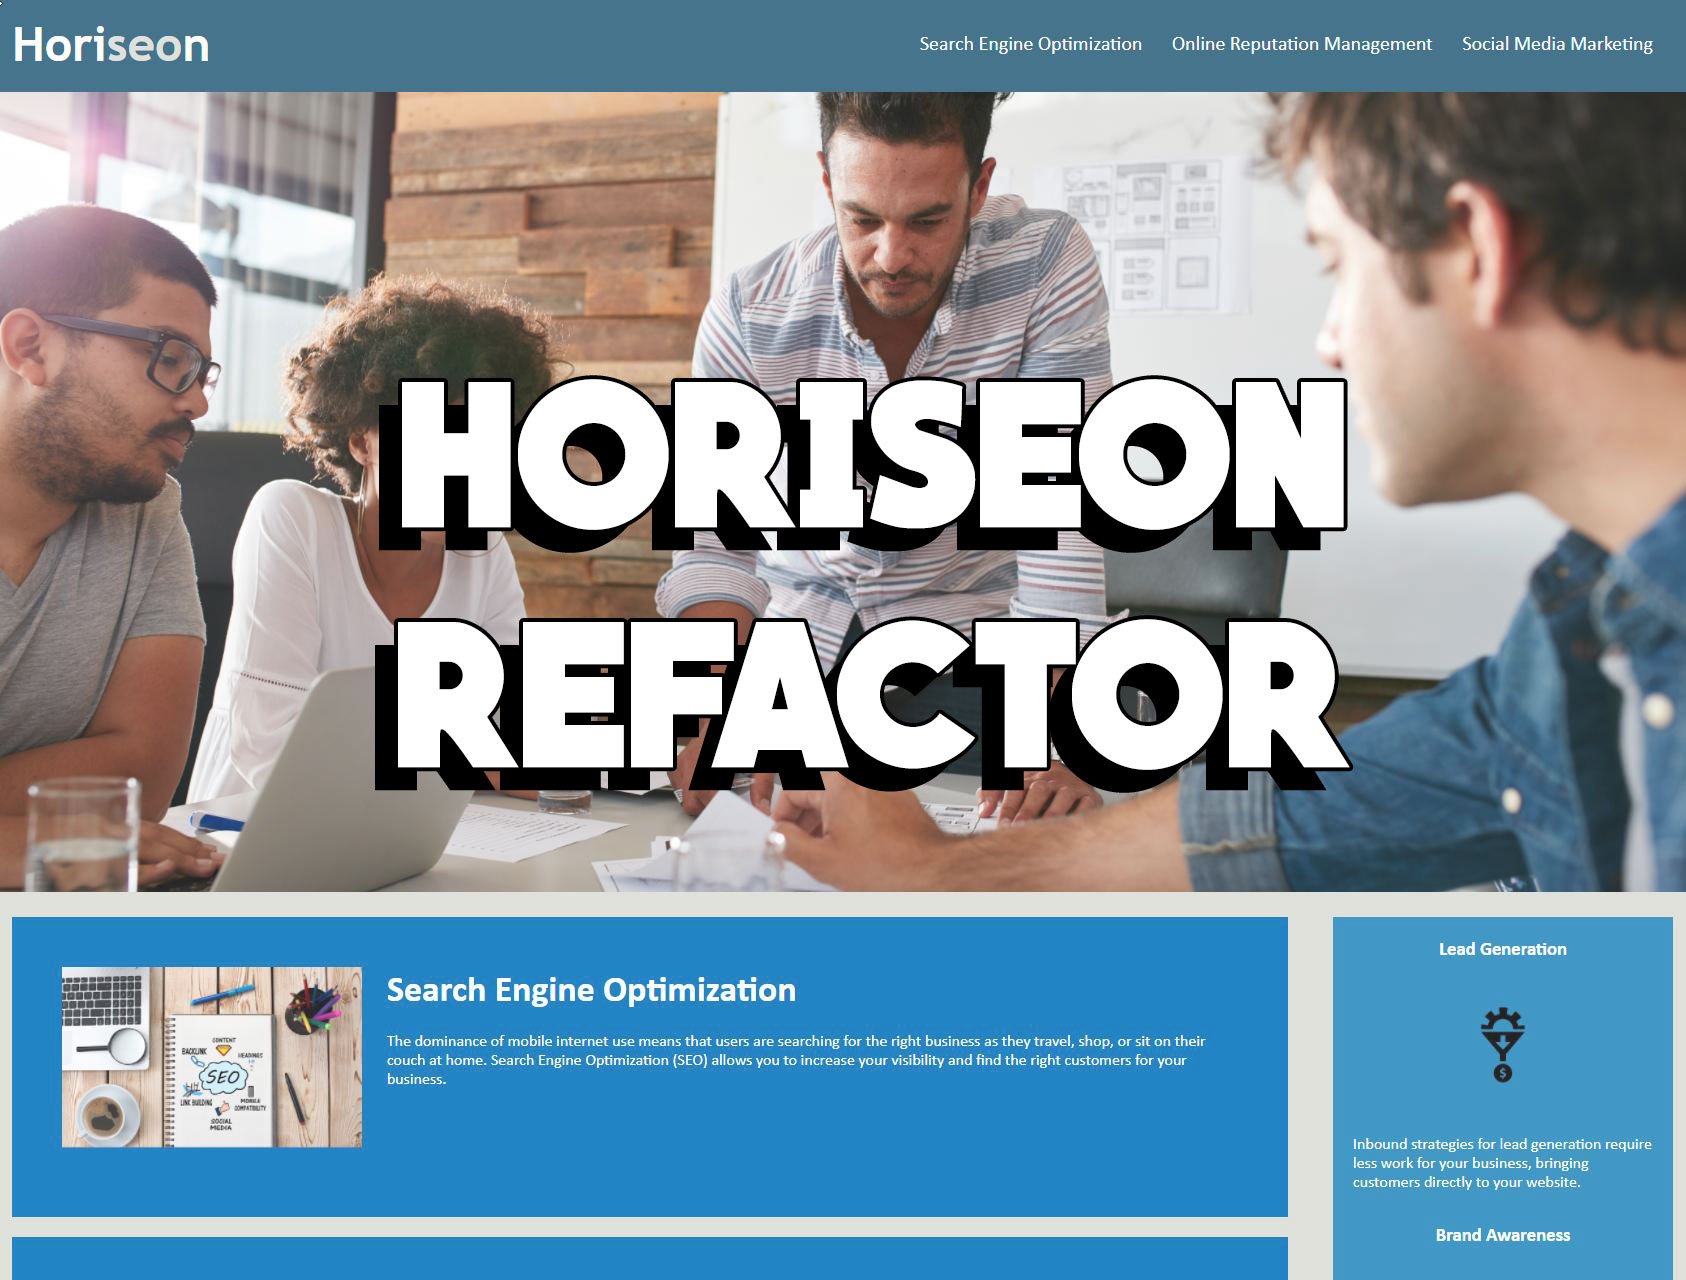 Horiseon
Search Engine Optimization
Online Reputation Management
Social Media Marketing
HORISEON
REFACTOR
Search Engine Optimization
The dominance of mobile internet use means that users are searching for the right business as they travel, shop, or sit on their
couch at home. Search Engine Optimization (SEO) allows you to increase your visibility and find the right customers for your
business.
CONTENT
BACKLINK
HEADINGS
SEO
LINK BUILDING
MOBILE
COMPATIBILITY
SOCIAL
MEDIA
Lead Generation
$
Inbound strategies for lead generation require
less work for your business, bringing
customers directly to your website.
Brand Awareness